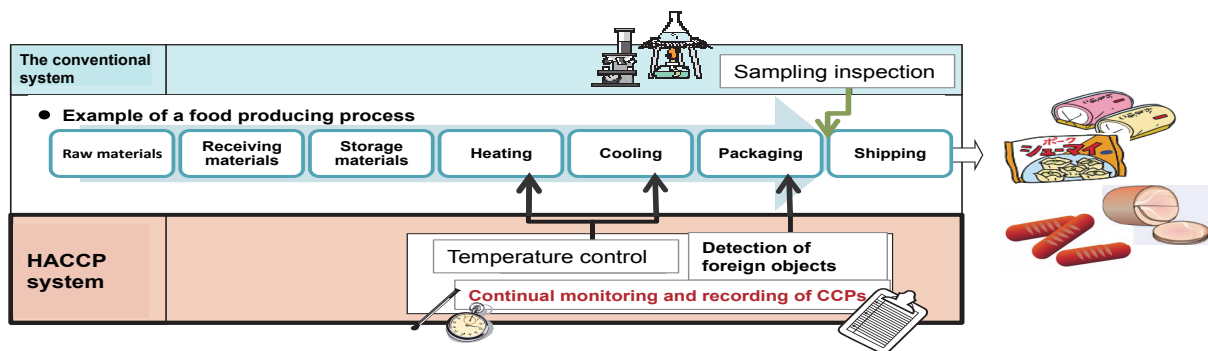 The conventional
system
Sampling inspection
● Example of a food producing process
Raw materials
Receiving
materials
Storage
materials
Heating
Cooling
Packaging
Shipping
ポーク
シューマイ
HACCP
system
Temperature control
Detection of
foreign objects
Continual monitoring and recording of CCPs